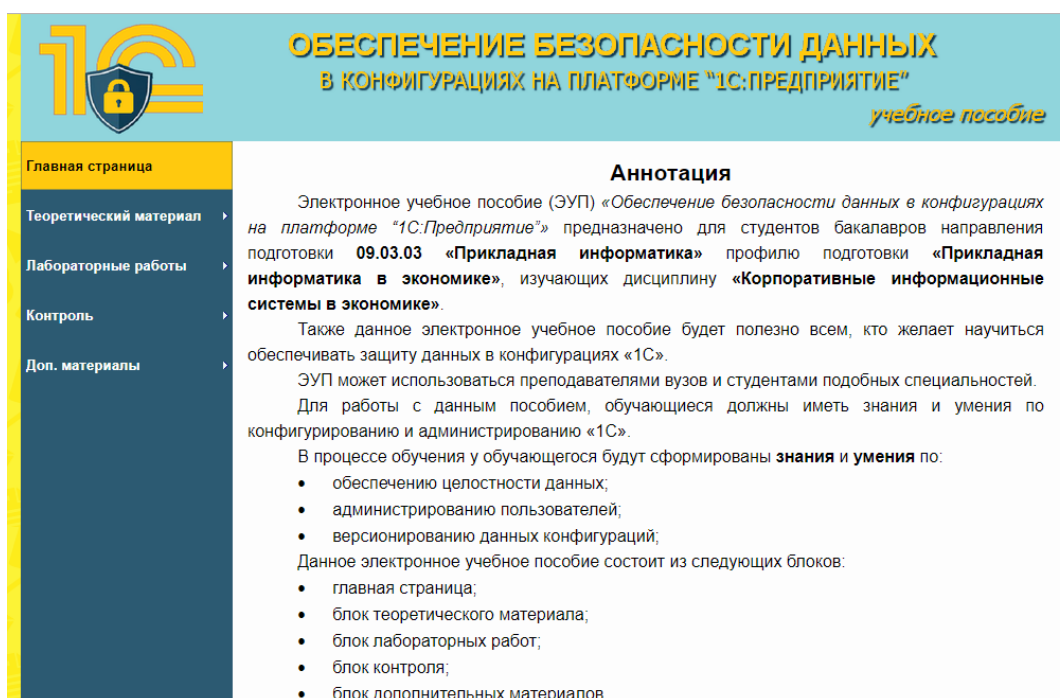 1С
ОБЕСПЕЧЕНИЕ БЕЗОПАСНОСТИ ДАННЫХ
В КОНФИГУРАЦИЯХ НА ПЛАТФОРМЕ "1С:ПРЕДПРИЯТИЕ"
учебное пособие
Главная страница
Теоретический материал
Лабораторные работы
Контроль
Доп. материалы
Аннотация
Электронное учебное пособие (ЭУП) «Обеспечение безопасности данных в конфигурациях
на платформе "1С:Предприятие"» предназначено для студентов бакалавров направления
подготовки 09.03.03 «Прикладная информатика» профилю подготовки «Прикладная
информатика в экономике», изучающих дисциплину «Корпоративные информационные
системы в экономике».
Также данное электронное учебное пособие будет полезно всем, кто желает научиться
обеспечивать защиту данных в конфигурациях «1С».
ЭУП может использоваться преподавателями вузов и студентами подобных специальностей.
Для работы с данным пособием, обучающиеся должны иметь знания и умения по
конфигурированию и администрированию «1С».
В процессе обучения у обучающегося будут сформированы знания и умения по:
• обеспечению целостности данных;
• администрированию пользователей;
• версионированию данных конфигураций;
Данное электронное учебное пособие состоит из следующих блоков:
• главная страница;
• блок теоретического материала;
• блок лабораторных работ;
• блок контроля;
• блок дополнительных материалов